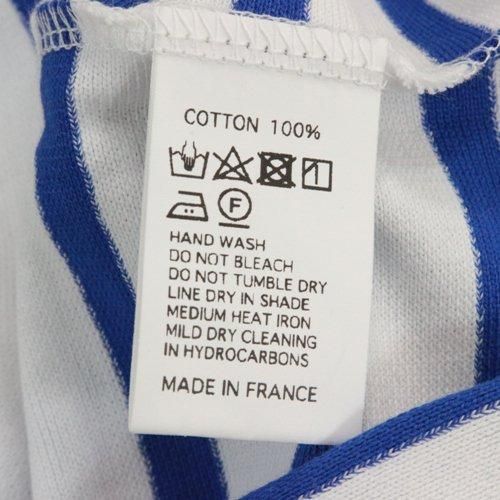 COTTON 100%
F
HAND WASH
DO NOT BLEACH
DO NOT TUMBLE DRY
LINE DRY IN SHADE
MEDIUM HEAT IRON
MILD DRY CLEANING
IN HYDROCARBONS
MADE IN FRANCE